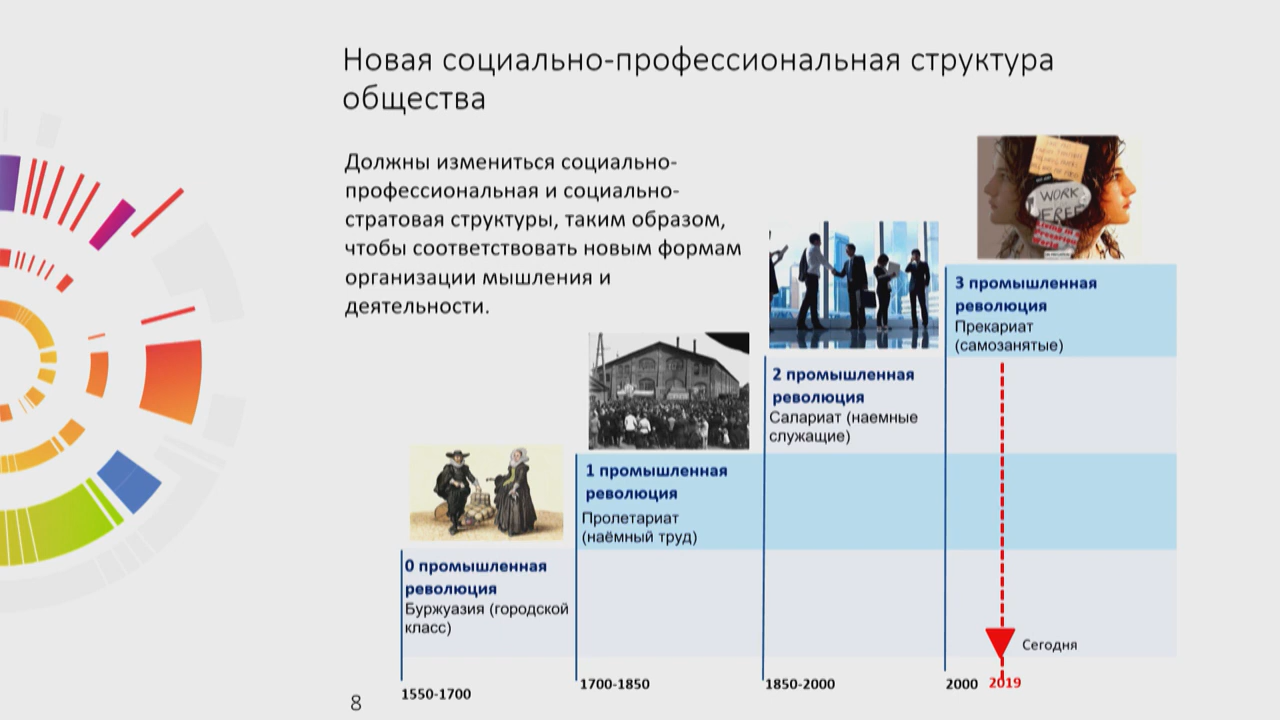 Новая социально-профессиональная структура
общества
Должны измениться социально-
профессиональная и социально-
стратовая структуры, таким образом,
чтобы соответствовать новым формам
организации мышления и
деятельности.
WORK
FREE
3 промышленная
революция
Прекариат
(самозанятые)
2 промышленная
революция
Салариат (наемные
служащие)
1 промышленная
революция
Пролетариат
(наёмный труд)
0 промышленная
революция
Буржуазия (городской
класс)
Сегодня
1550-1700
1700-1850
1850-2000
2000
2019
8